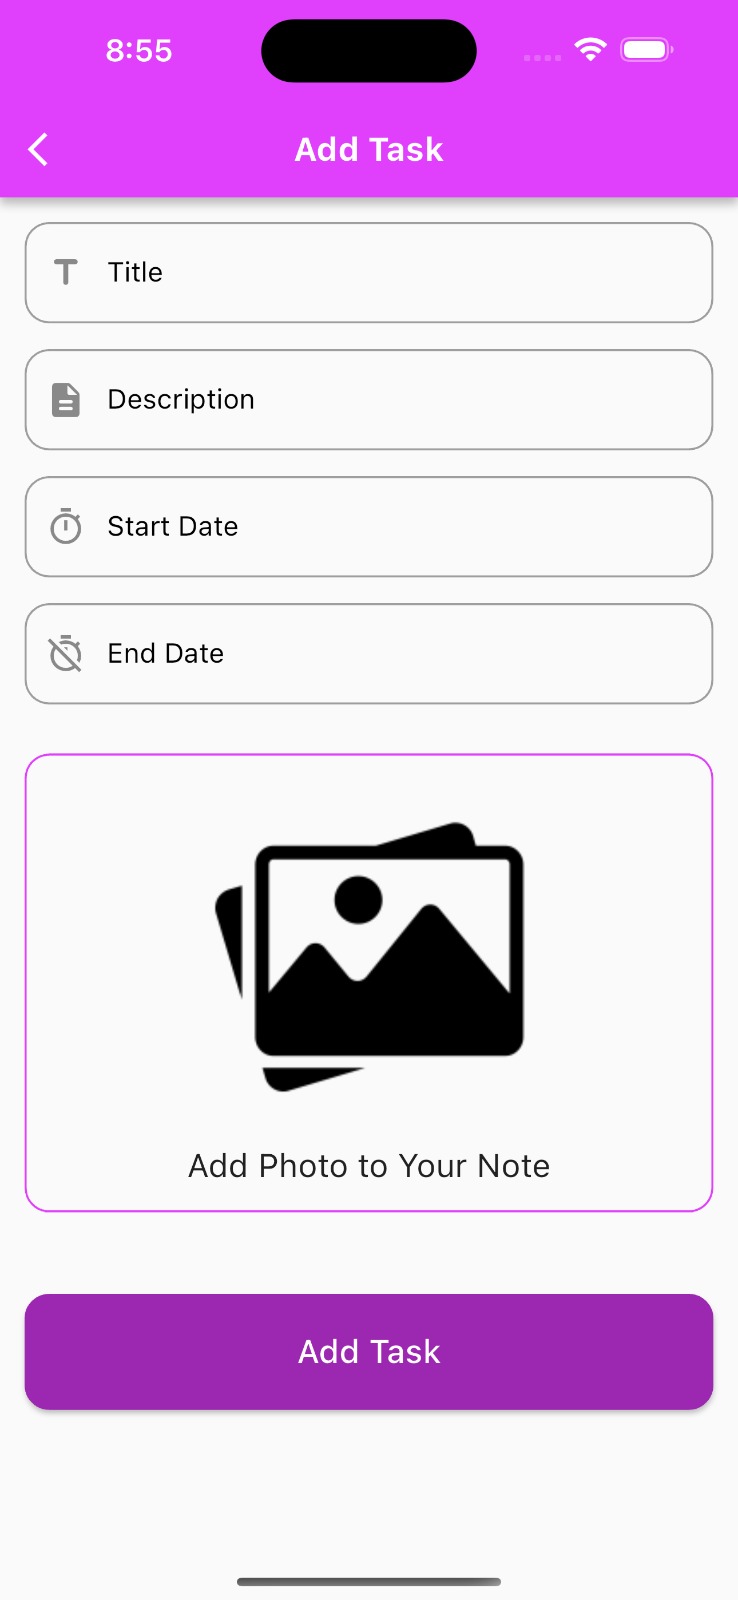 8:55
Add Task
Title
Description
Start Date
End Date
Add Photo to Your Note
Add Task